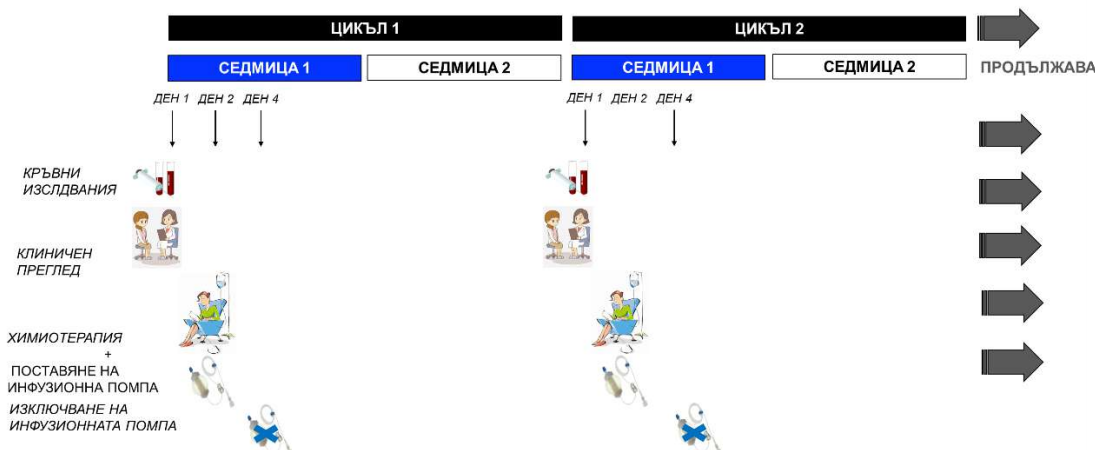 ЦИКЪЛ 1 ЦИКЪЛ 2
СЕДМИЦА 1 СЕДМИЦА 2 СЕДМИЦА 1 СЕДМИЦА 2 ПРОДЪЛЖАВА
ДЕН 1 ДЕН 2 ДЕН 4 ДЕН 1 ДЕН 2 ДЕН 4
КРЪВНИ
ИЗСЛДВАНИЯ
КЛИНИЧЕН
ПРЕГЛЕД
ХИМИОТЕРАПИЯ
+
ПОСТАВЯНЕ НА
ИНФУЗИОННА ПОМПА
ИЗКЛЮЧВАНЕ НА
ИНФУЗИОННАТА ПОМПА